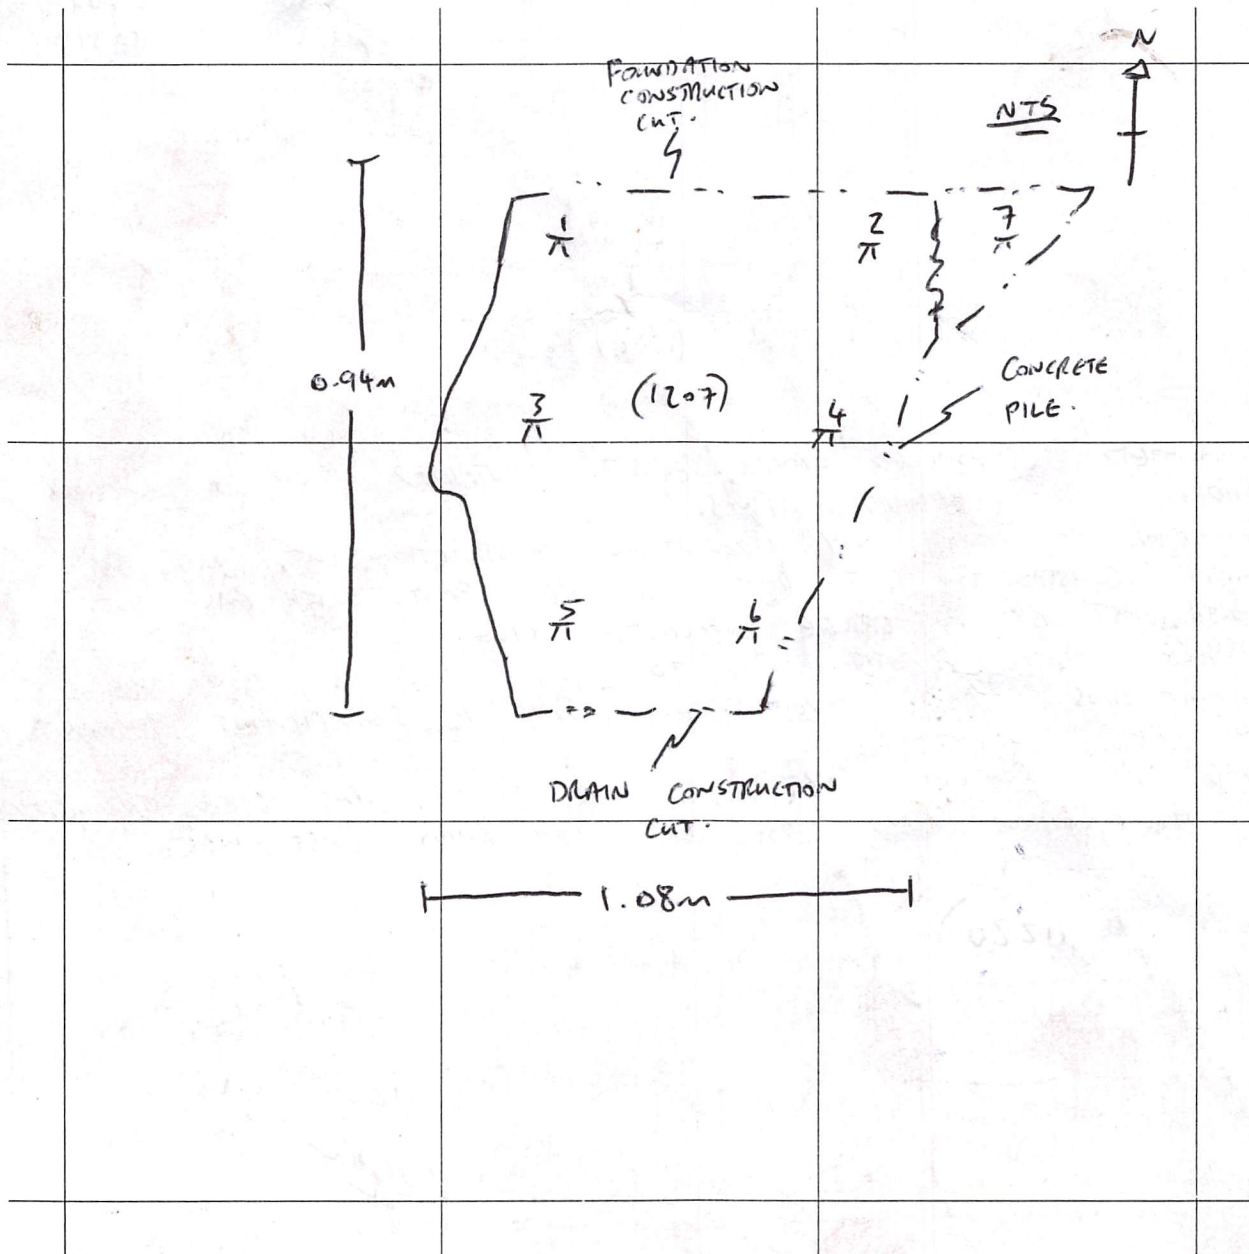 N
FOUNDATION
CONSTRUCTION
CUT.
NTS
1
2
7
0.94m
3
(1207)
4
CONCRETE
PILE.
5
6
DRAIN CONSTRUCTION
CUT.
1.08m